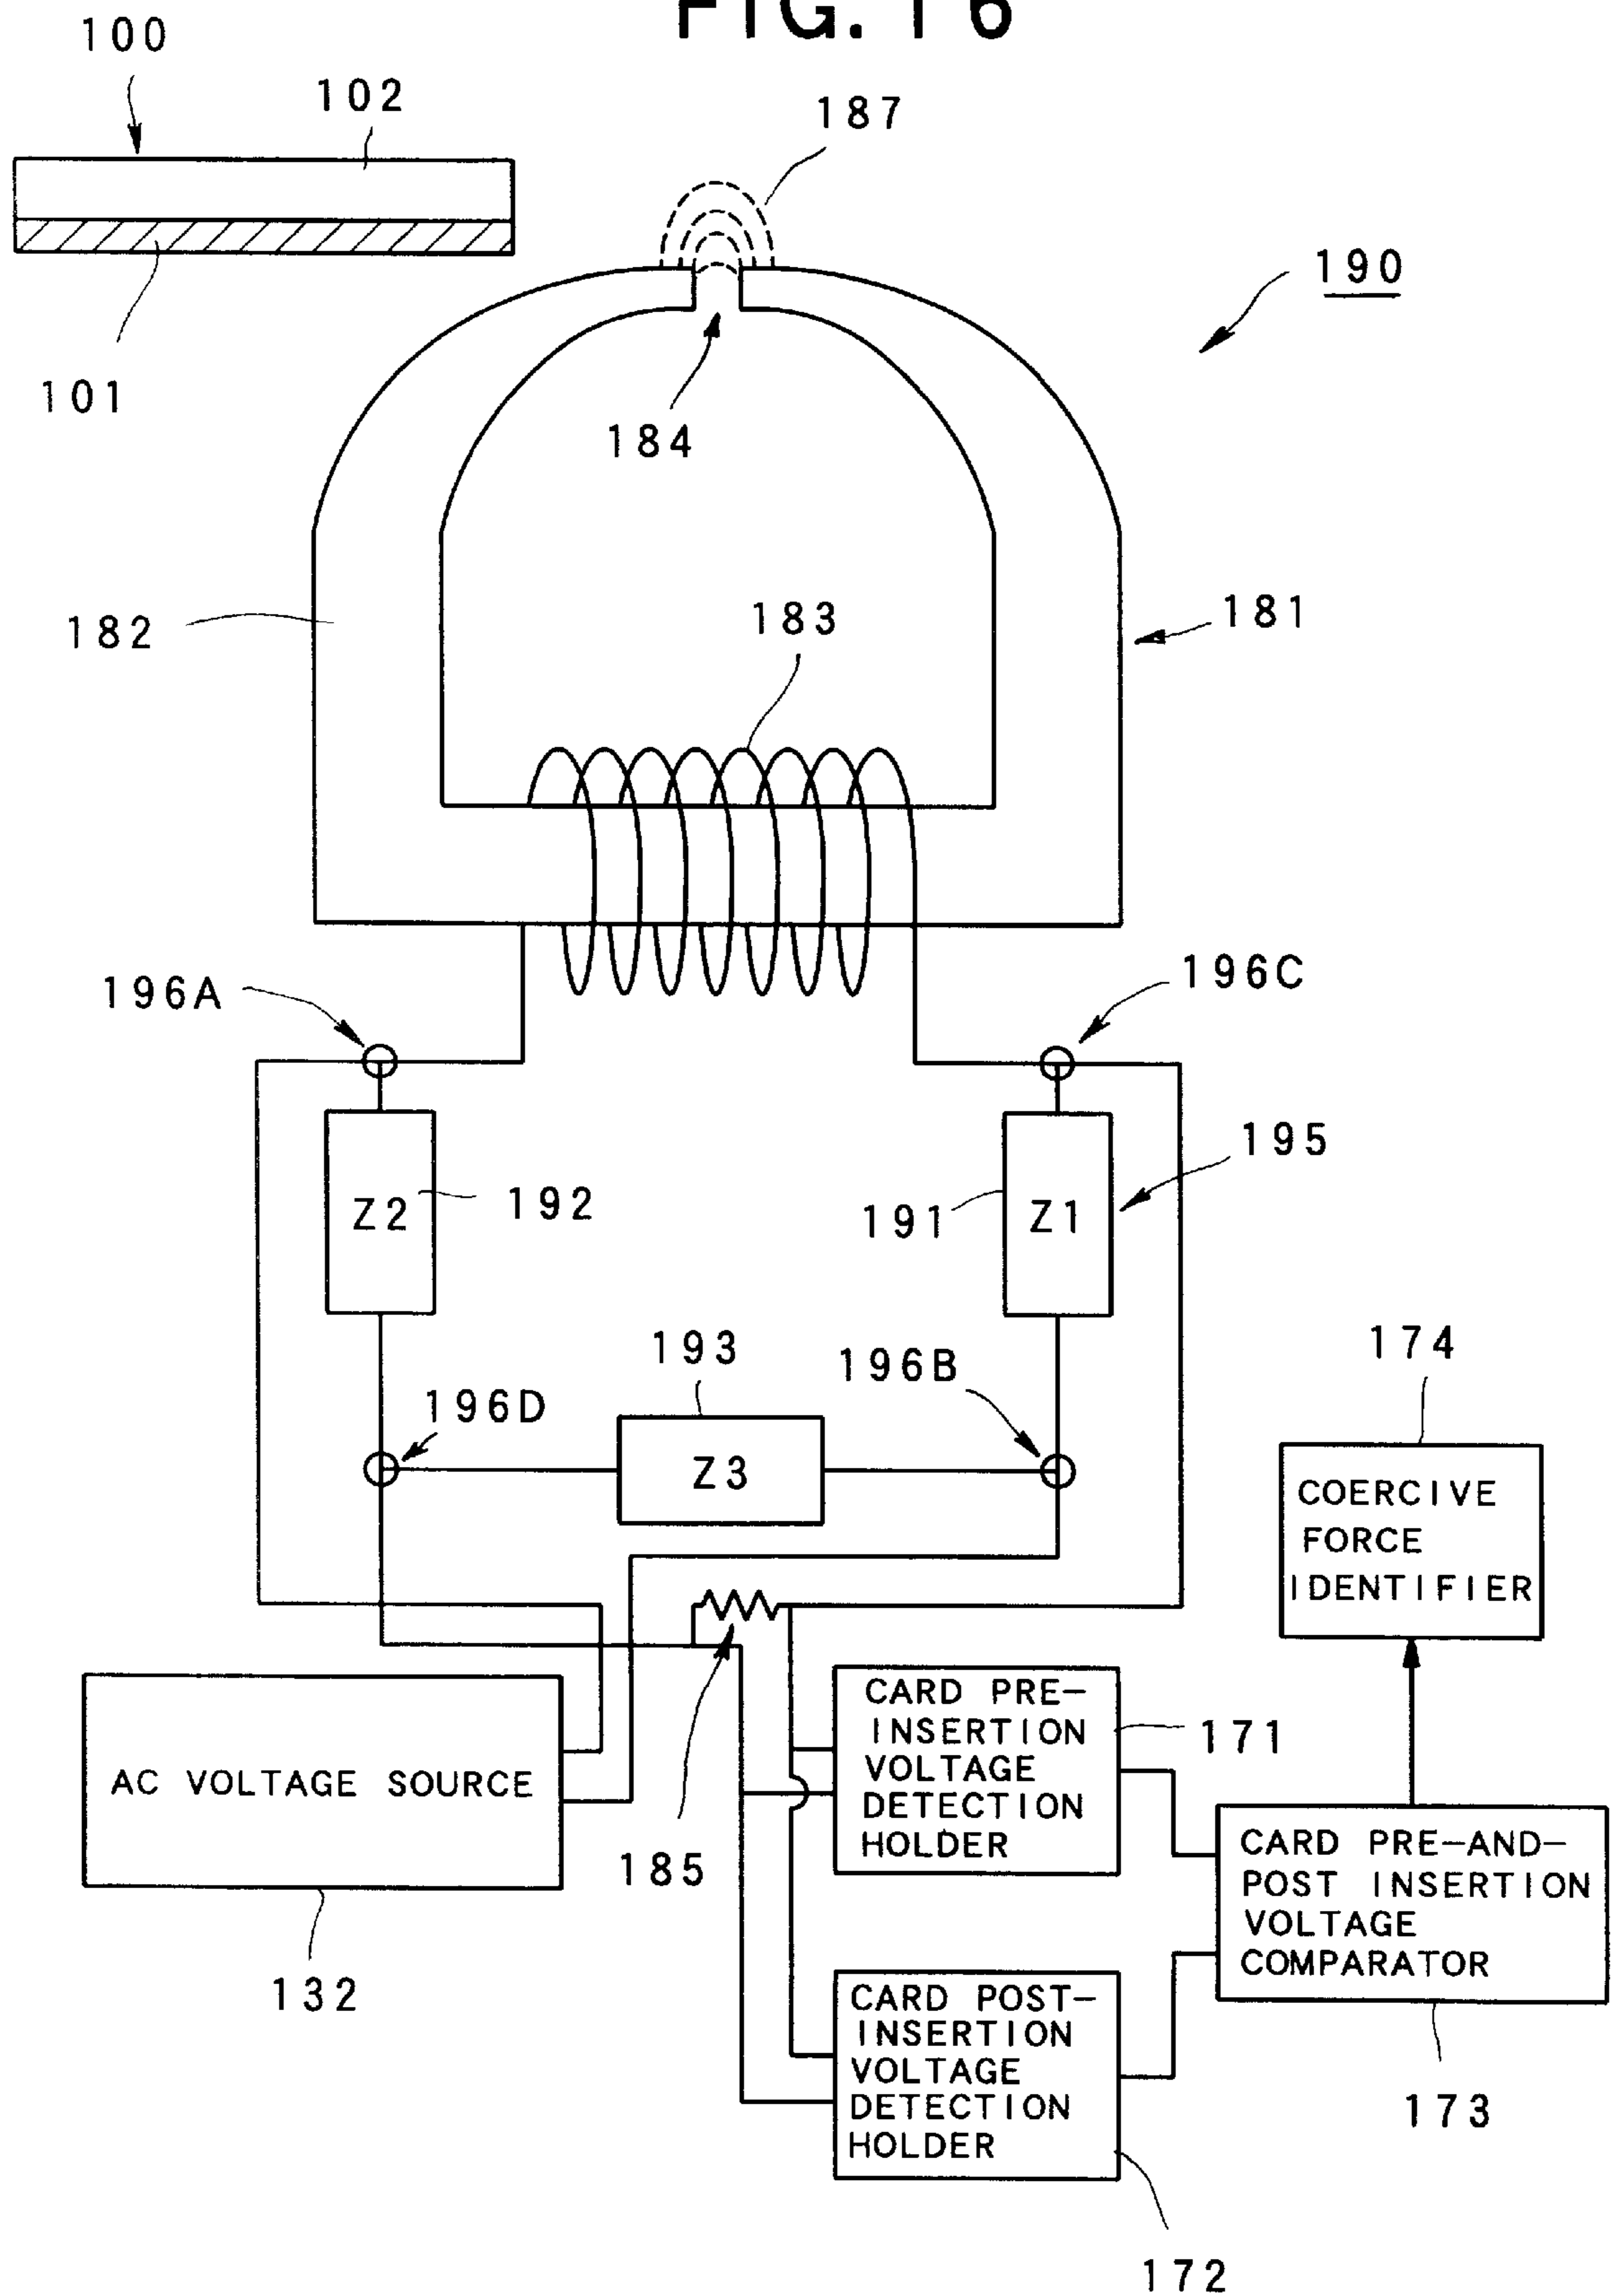 FIG. 16
100
102
187
190
101
184
182
183
181
196A
196C
195
Z2
192
191
Z1
193
196B
174
196D
Z3
COERCIVE
FORCE
IDENTIFIER
CARD PRE-
INSERTION
VOLTAGE
DETECTION
HOLDER
171
AC VOLTAGE SOURCE
185
CARD PRE-AND-
POST INSERTION
VOLTAGE
COMPARATOR
132
CARD POST-
INSERTION
VOLTAGE
DETECTION
HOLDER
173
172